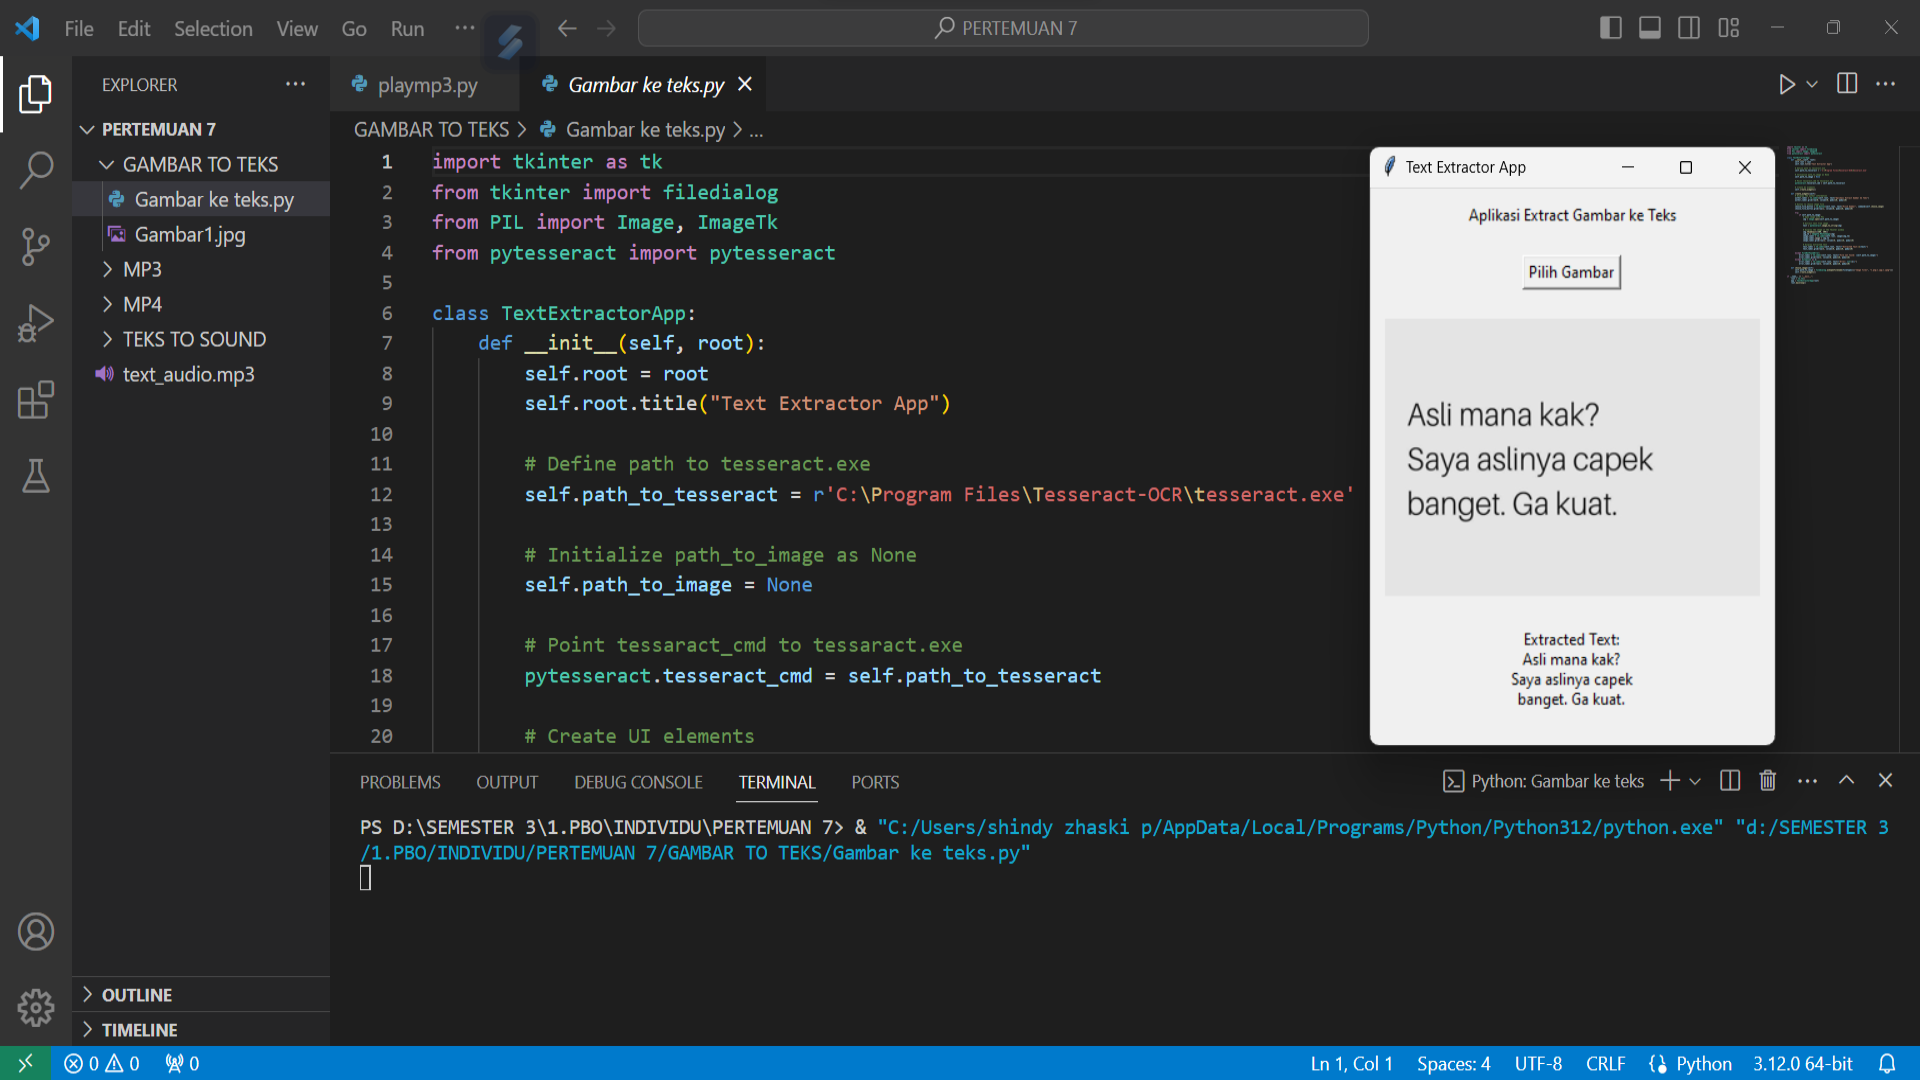 File Edit Selection View Go Run ···
PERTEMUAN 7
EXPLORER ···
PERTEMUAN 7
GAMBAR TO TEKS
Gambar ke teks.py
Gambar1.jpg
MP3
MP4
TEKS TO SOUND
text_audio.mp3
OUTLINE
TIMELINE
playmp3.py
Gambar ke teks.py
GAMBAR TO TEKS > Gambar ke teks.py > ...
1 import tkinter as tk
2 from tkinter import filedialog
3 from PIL import Image, ImageTk
4 from pytesseract import pytesseract
5
6 class TextExtractorApp:
7 def __init__(self, root):
8 self.root = root
9 self.root.title("Text Extractor App")
10
11 # Define path to tesseract.exe
12 self.path_to_tesseract = r'C:\Program Files\Tesseract-OCR\tesseract.exe'
13
14 # Initialize path_to_image as None
15 self.path_to_image = None
16
17 # Point tessaract_cmd to tessaract.exe
18 pytesseract.tesseract_cmd = self.path_to_tesseract
19
20 # Create UI elements
Text Extractor App
Aplikasi Extract Gambar ke Teks
Pilih Gambar
Asli mana kak?
Saya aslinya capek
banget. Ga kuat.
Extracted Text:
Asli mana kak?
Saya aslinya capek
banget. Ga kuat.
PROBLEMS OUTPUT DEBUG CONSOLE TERMINAL PORTS
Python: Gambar ke teks
PS D:\SEMESTER 3\1.PBO\INDIVIDU\PERTEMUAN 7> & "C:/Users/shindy zhaski p/AppData/Local/Programs/Python/Python312/python.exe" "d:/SEMESTER 3
/1.PBO/INDIVIDU/PERTEMUAN 7/GAMBAR TO TEKS/Gambar ke teks.py"
0 0 0
Ln 1, Col 1 Spaces: 4 UTF-8 CRLF Python 3.12.0 64-bit